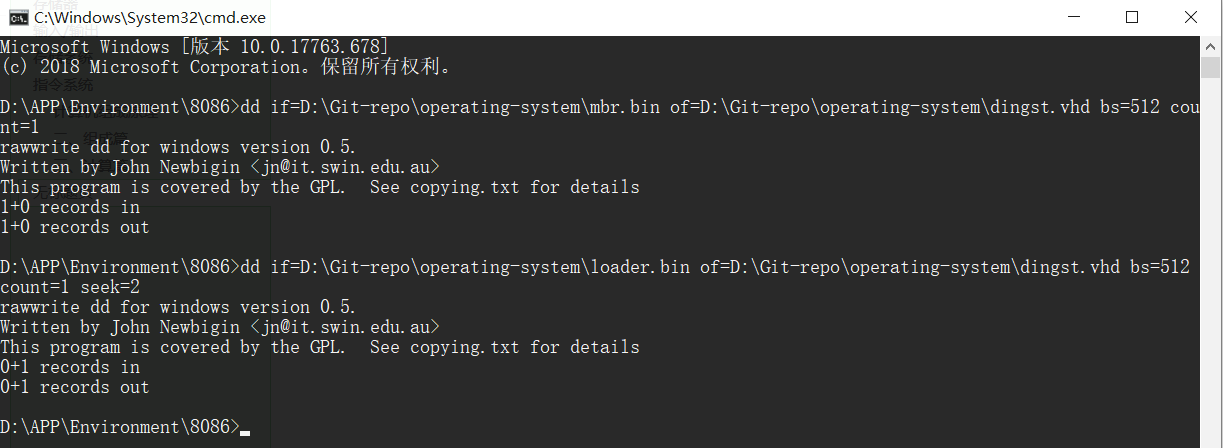 C:\Windows\System32\cmd.exe
Microsoft Windows [版本 10.0.17763.678]
(c) 2018 Microsoft Corporation。保留所有权利。
指令系统
D:\APP\Environment\8086>dd if=D:\Git-repo\operating-system\mbr.bin of=D:\Git-repo\operating-system\dingst.vhd bs=512 cou
nt=1
rawwrite dd for windows version 0.5.
Written by John Newbigin <jn@it.swin.edu.au>
This program is covered by the GPL.  See copying.txt for details
1+0 records in
1+0 records out
D:\APP\Environment\8086>dd if=D:\Git-repo\operating-system\loader.bin of=D:\Git-repo\operating-system\dingst.vhd bs=512
count=1 seek=2
rawwrite dd for windows version 0.5.
Written by John Newbigin <jn@it.swin.edu.au>
This program is covered by the GPL.  See copying.txt for details
0+1 records in
0+1 records out
D:\APP\Environment\8086>